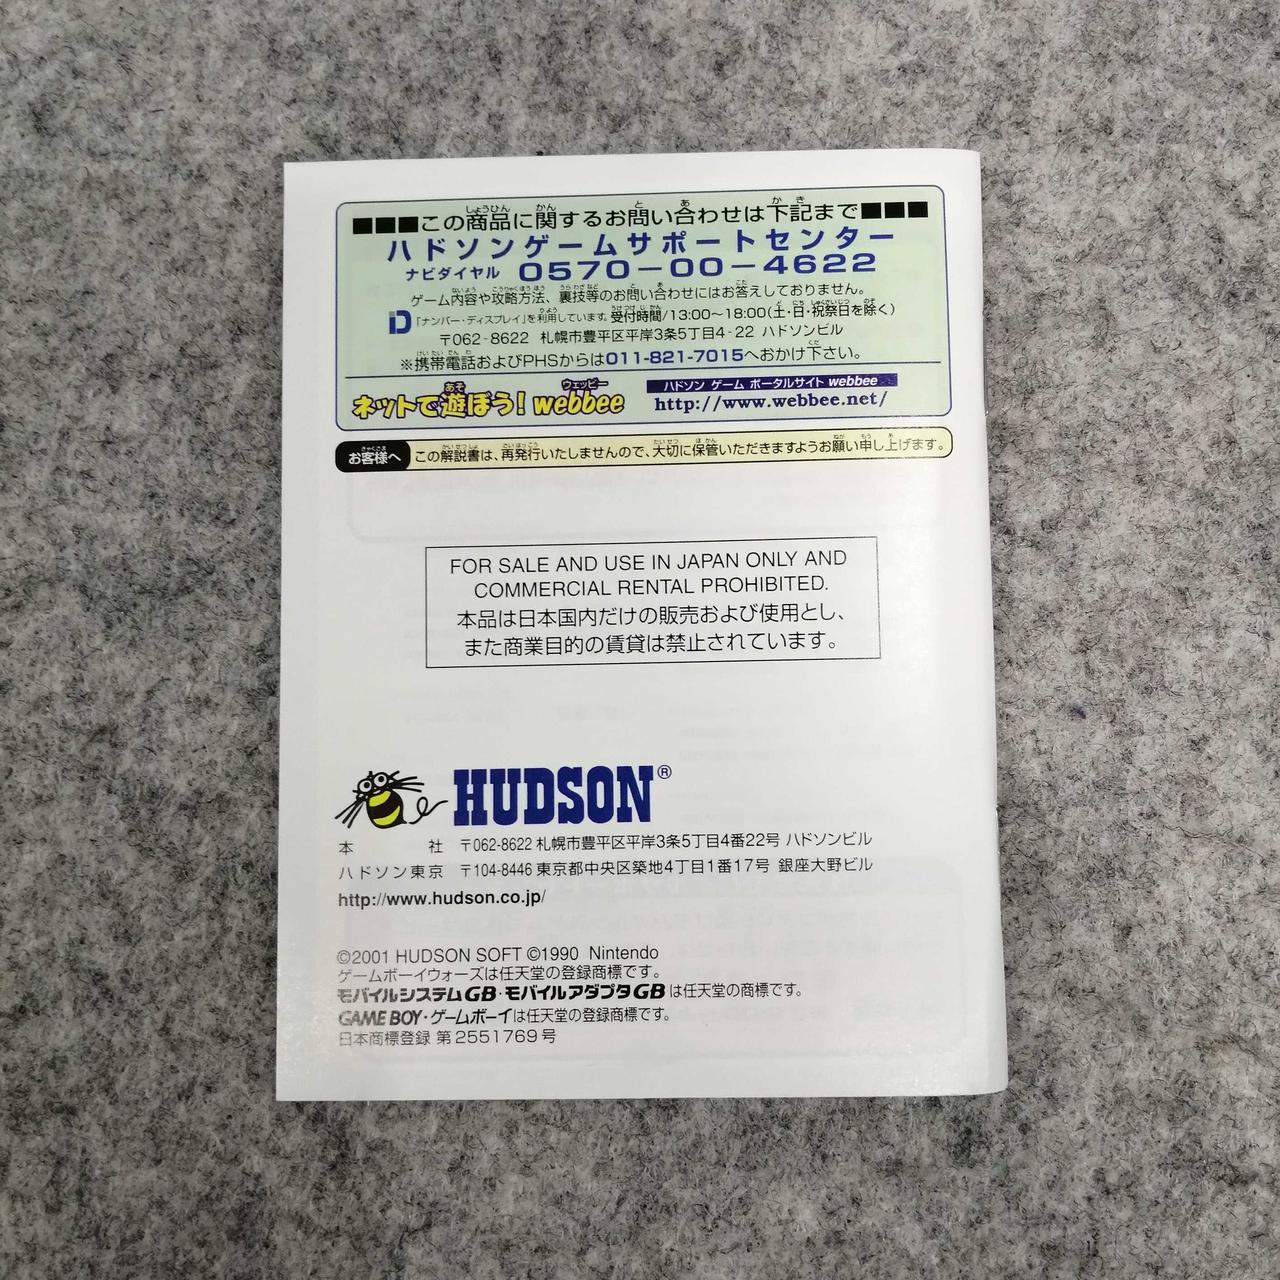 ■■■この商品に関するお問い合わせは下記まで■■■
ハドソンゲームサポートセンター
ナビダイヤル 0570-00-4622
ゲーム内容や攻略方法、裏技等のお問い合わせにはお答えしておりません。
「ナンバー・ディスプレイ」を利用しています。受付時間/13:00~18:00(土・日・祝祭日を除く)
〒062-8622 札幌市豊平区平岸3条5丁目4-22 ハドソンビル
※携帯電話およびPHSからは011-821-7015へおかけ下さい。
ネットで遊ぼう! webbee ウェッビー
ハドソン ゲーム ポータルサイト webbee
http://www.webbee.net/
お客様へ この解説書は、再発行いたしませんので、大切に保管いただきますようお願い申し上げます。
FOR SALE AND USE IN JAPAN ONLY AND
COMMERCIAL RENTAL PROHIBITED.
本品は日本国内だけの販売および使用とし、
また商業目的の賃貸は禁止されています。
HUDSON®
本社 〒062-8622 札幌市豊平区平岸3条5丁目4番22号 ハドソンビル
ハドソン東京 〒104-8446 東京都中央区築地4丁目1番17号 銀座大野ビル
http://www.hudson.co.jp/
©2001 HUDSON SOFT ©1990 Nintendo
ゲームボーイウォーズは任天堂の登録商標です。
モバイルシステムGB・モバイルアダプタGBは任天堂の商標です。
GAME BOY・ゲームボーイは任天堂の登録商標です。
日本商標登録 第2551769号